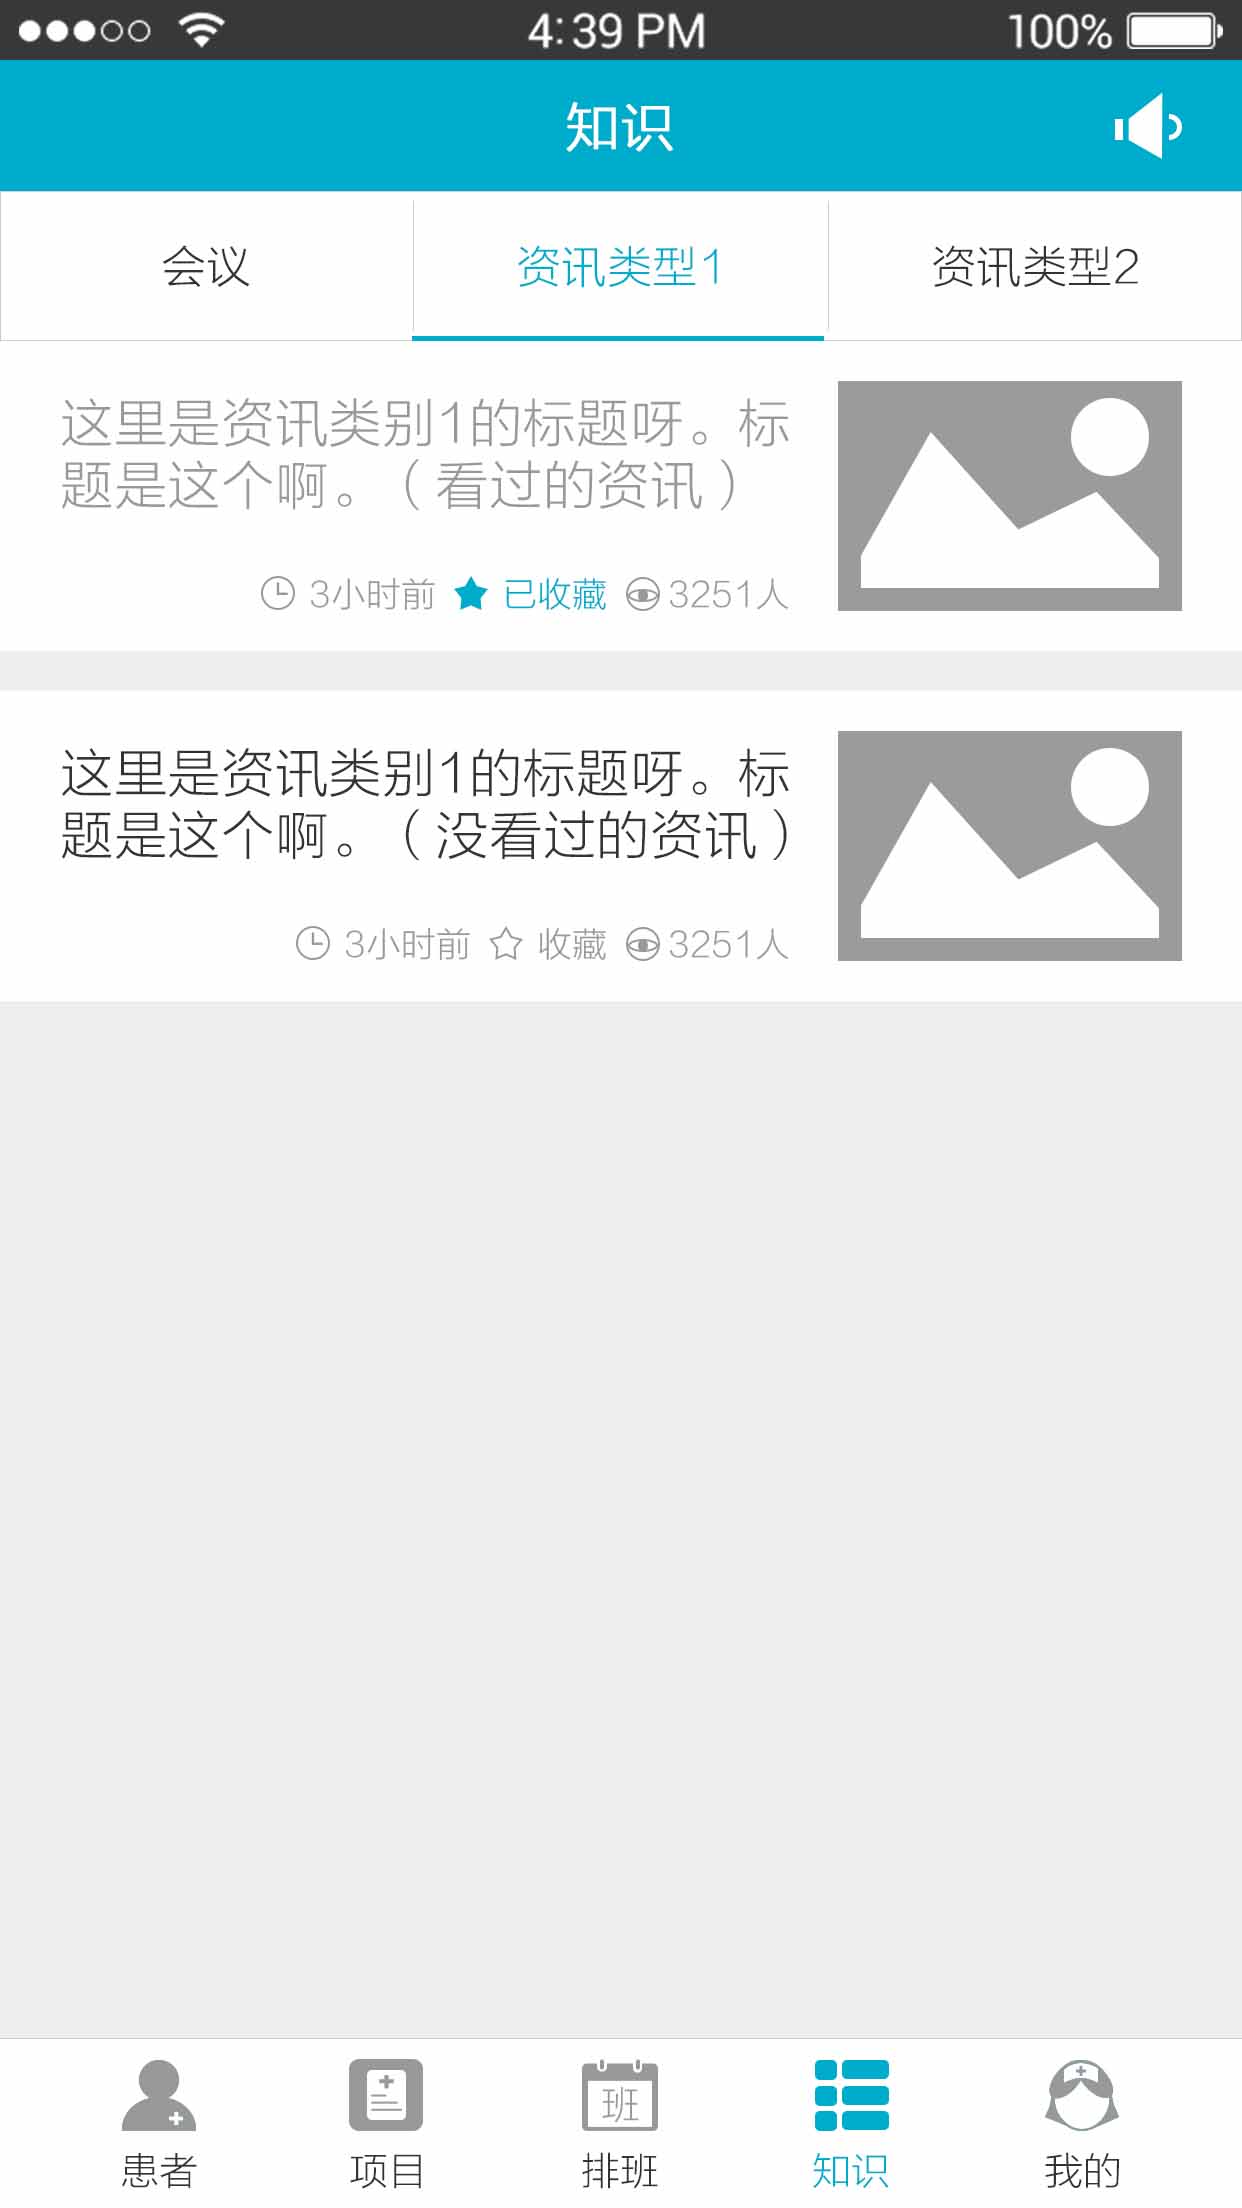 4:39 PM 100%
知识
会议 资讯类型1 资讯类型2
这里是资讯类别1的标题呀。标
题是这个啊。（看过的资讯）
3小时前 已收藏 3251人
这里是资讯类别1的标题呀。标
题是这个啊。（没看过的资讯）
3小时前 收藏 3251人
班
患者 项目 排班 知识 我的